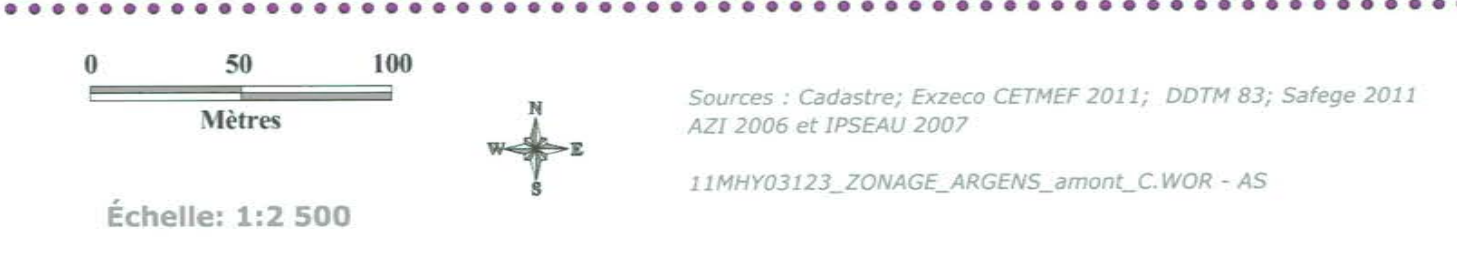 0 50 100
Mètres
N
W E
S
Échelle: 1:2 500
Sources : Cadastre; Exzeco CETMEF 2011; DDTM 83; Safege 2011
AZI 2006 et IPSEAU 2007
11MHY03123_ZONAGE_ARGENS_amont_C.WOR - AS